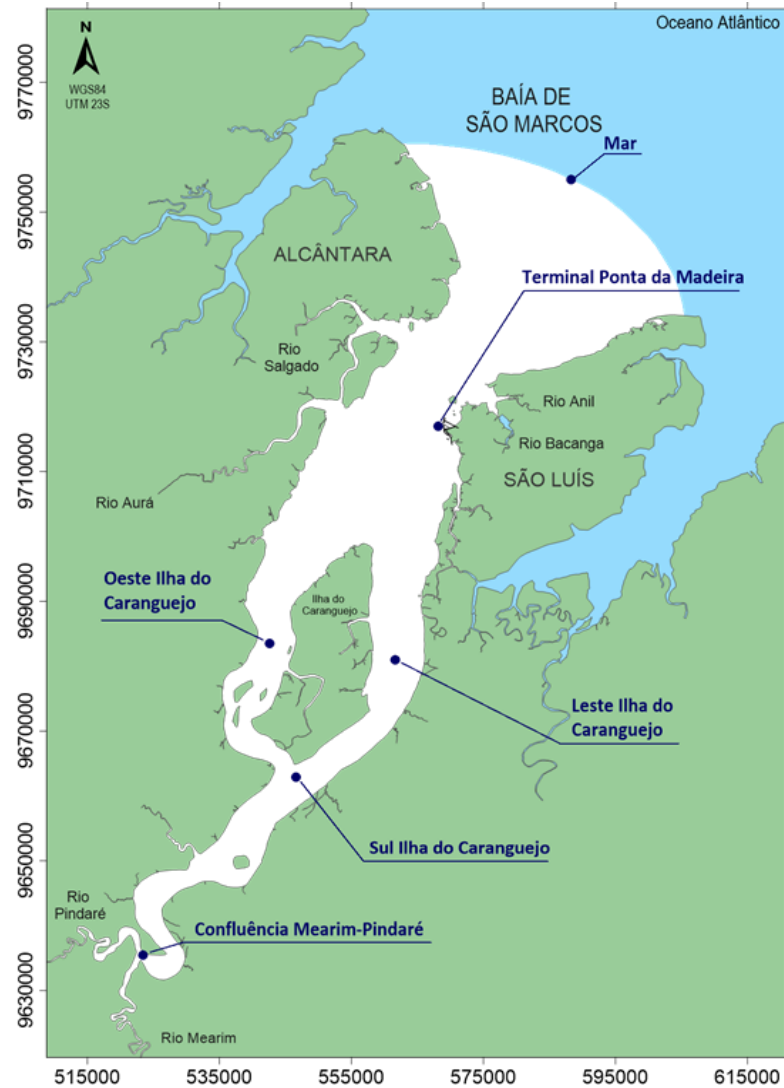 Oceano Atlântico
N
WGS84
UTM 23S
BAÍA DE
SÃO MARCOS
Mar
ALCÂNTARA
Terminal Ponta da Madeira
Rio
Salgado
Rio Anil
Rio Bacanga
SÃO LUÍS
Rio Aurá
Oeste Ilha do
Caranguejo
Ilha do
Caranguejo
Leste Ilha do
Caranguejo
Sul Ilha do Caranguejo
Rio
Pindaré
Confluência Mearim-Pindaré
Rio Mearim
9770000
9750000
9730000
9710000
9690000
9670000
9650000
9630000
515000 535000 555000 575000 595000 615000